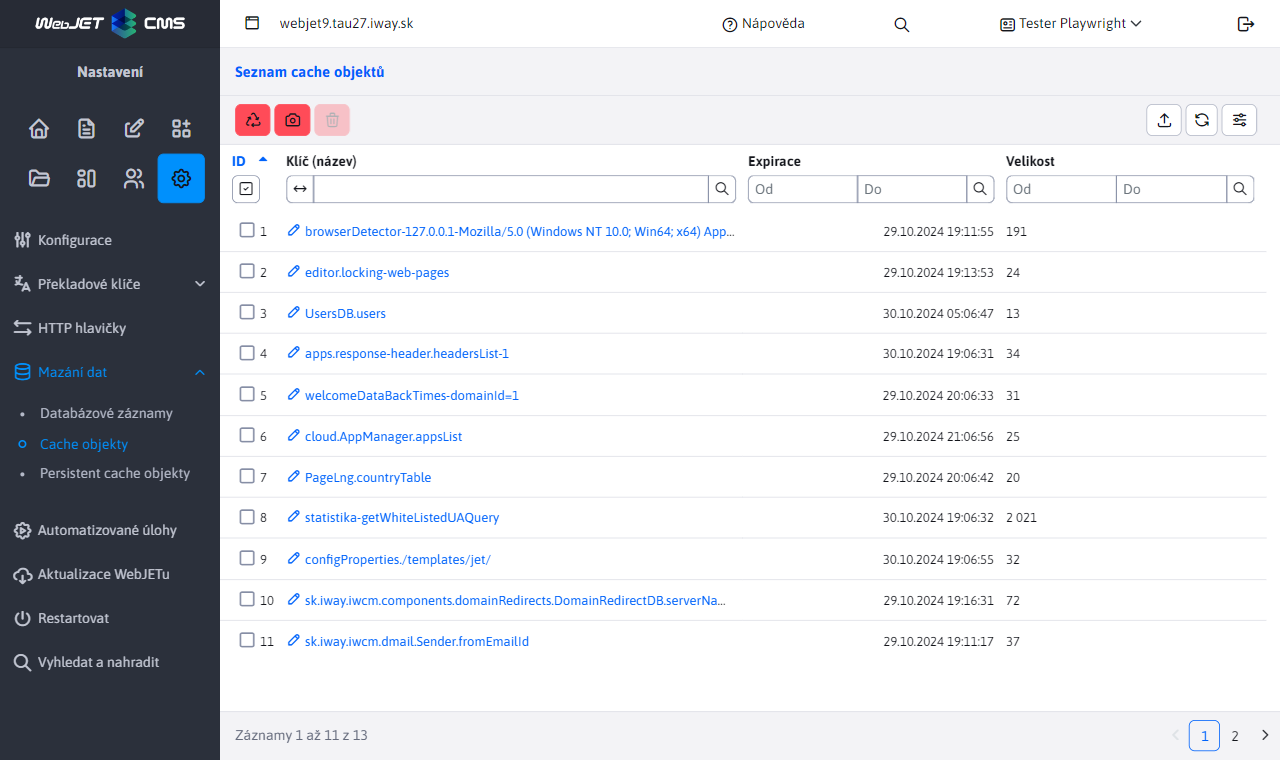 WebJET CMS
webjet9.tau27.iway.sk
Nápověda
Tester Playwright
Nastavení
Konfigurace
Překladové klíče
HTTP hlavičky
Mazání dat
Databázové záznamy
Cache objekty
Persistent cache objekty
Automatizované úlohy
Aktualizace WebJETu
Restartovat
Vyhledat a nahradit
Seznam cache objektů
ID Klíč (název) Expirace Velikost
Od Do Od Do
1 browserDetector-127.0.0.1-Mozilla/5.0 (Windows NT 10.0; Win64; x64) App... 29.10.2024 19:11:55 191
2 editor.locking-web-pages 29.10.2024 19:13:53 24
3 UsersDB.users 30.10.2024 05:06:47 13
4 apps.response-header.headersList-1 30.10.2024 19:06:31 34
5 welcomeDataBackTimes-domainId=1 29.10.2024 20:06:33 31
6 cloud.AppManager.appsList 29.10.2024 21:06:56 25
7 PageLng.countryTable 29.10.2024 20:06:42 20
8 statistika-getWhiteListedUAQuery 30.10.2024 19:06:32 2 021
9 configProperties./templates/jet/ 30.10.2024 19:06:55 32
10 sk.iway.iwcm.components.domainRedirects.DomainRedirectDB.serverNa... 29.10.2024 19:16:31 72
11 sk.iway.iwcm.dmail.Sender.fromEmailId 29.10.2024 19:11:17 37
Záznamy 1 až 11 z 13
1 2